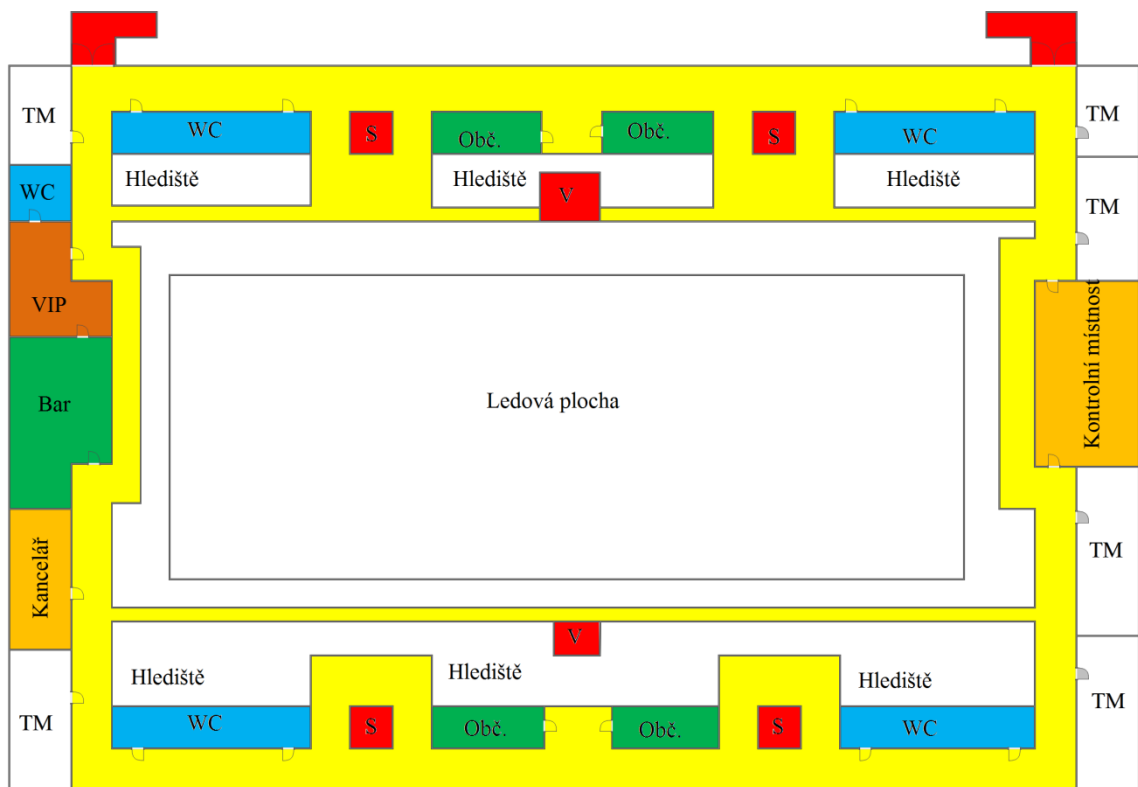 TM
WC
S
Obč.
Obč.
S
WC
TM
Hlediště
Hlediště
Hlediště
WC
V
TM
VIP
Kontrolní místnost
Bar
Ledová plocha
Kancelář
TM
V
Hlediště
Hlediště
Hlediště
TM
WC
S
Obč.
Obč.
S
WC
TM